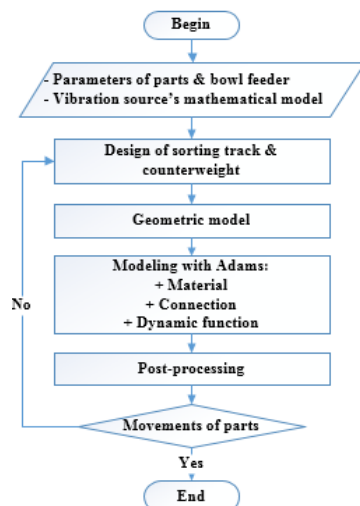 Begin
- Parameters of parts & bowl feeder
- Vibration source's mathematical model
Design of sorting track &
counterweight
Geometric model
Modeling with Adams:
+ Material
+ Connection
+ Dynamic function
No
Post-processing
Movements of parts
Yes
End